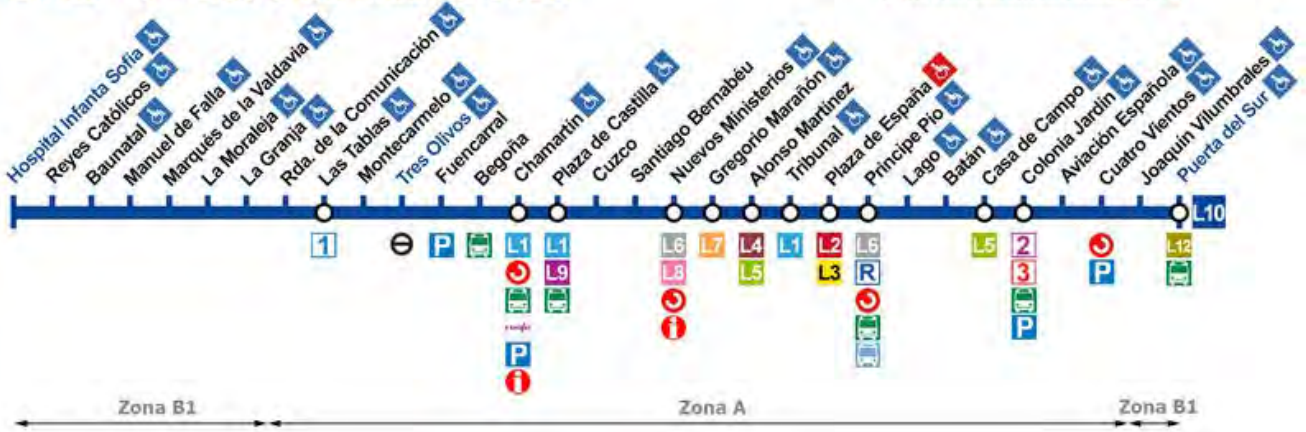 Hospital Infanta Sofía
Reyes Católicos
Baunatal
Manuel de Falla
Marqués de la Valdavia
La Moraleja
La Granja
Rda. de la Comunicación
Las Tablas
Montecarmelo
Tres Olivos
Fuencarral
Begoña
Chamartín
Plaza de Castilla
Cuzco
Santiago Bernabéu
Nuevos Ministerios
Gregorio Marañón
Alonso Martínez
Tribunal
Plaza de España
Príncipe Pío
Lago
Batán
Casa de Campo
Colonia Jardín
Aviación Española
Cuatro Vientos
Joaquín Vilumbrales
Puerta del Sur
L10
1 P L1 L1 L6 L7 L4 L1 L2 L6 L5 2 L12
L9 L8 L5 L3 R 3 P
i P
P
i
Zona B1 Zona A Zona B1